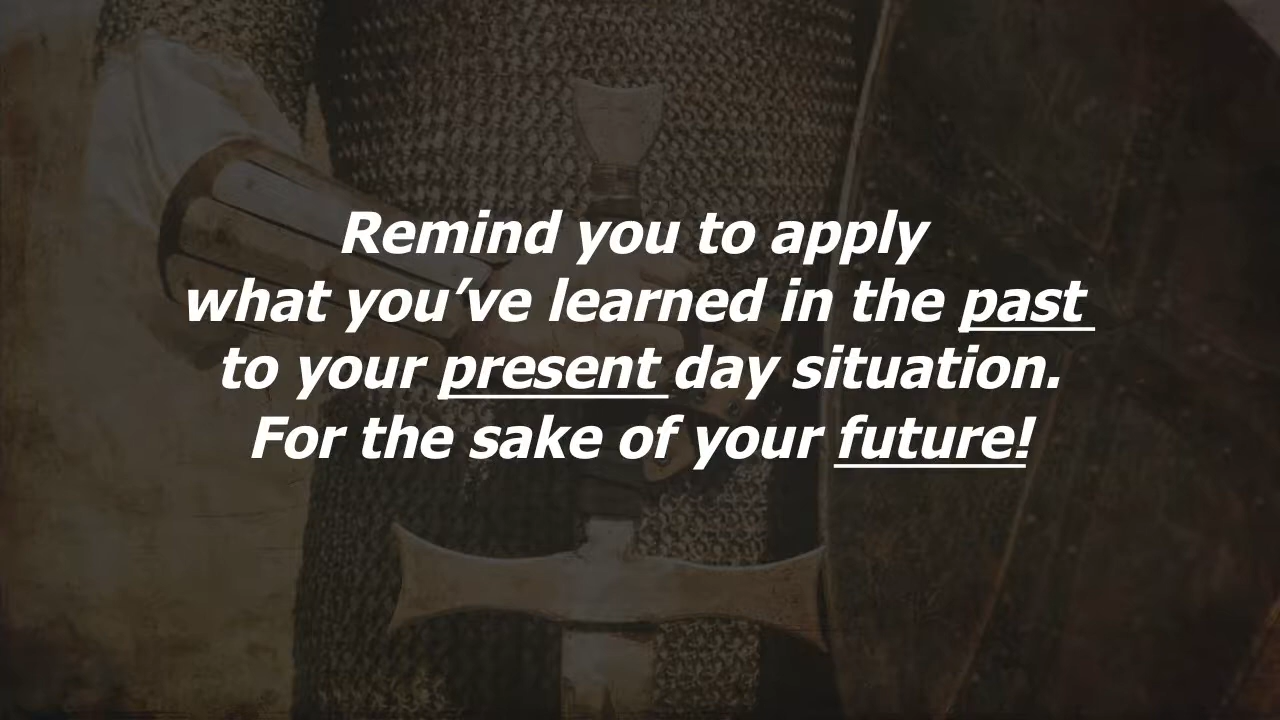 Remind you to apply
what you’ve learned in the past
to your present day situation.
For the sake of your future!